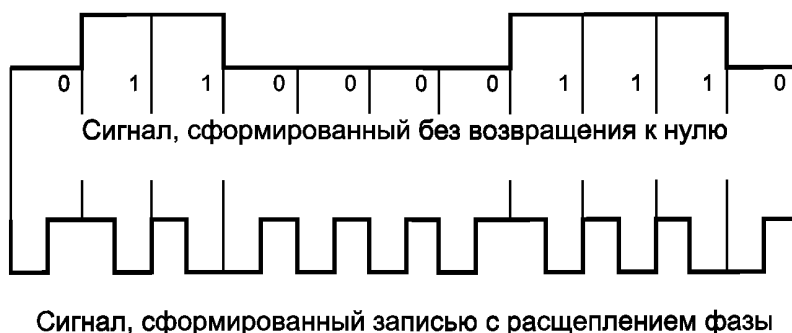 0 1 1 0 0 0 0 1 1 1 0
Сигнал, сформированный без возвращения к нулю
Сигнал, сформированный записью с расщеплением фазы